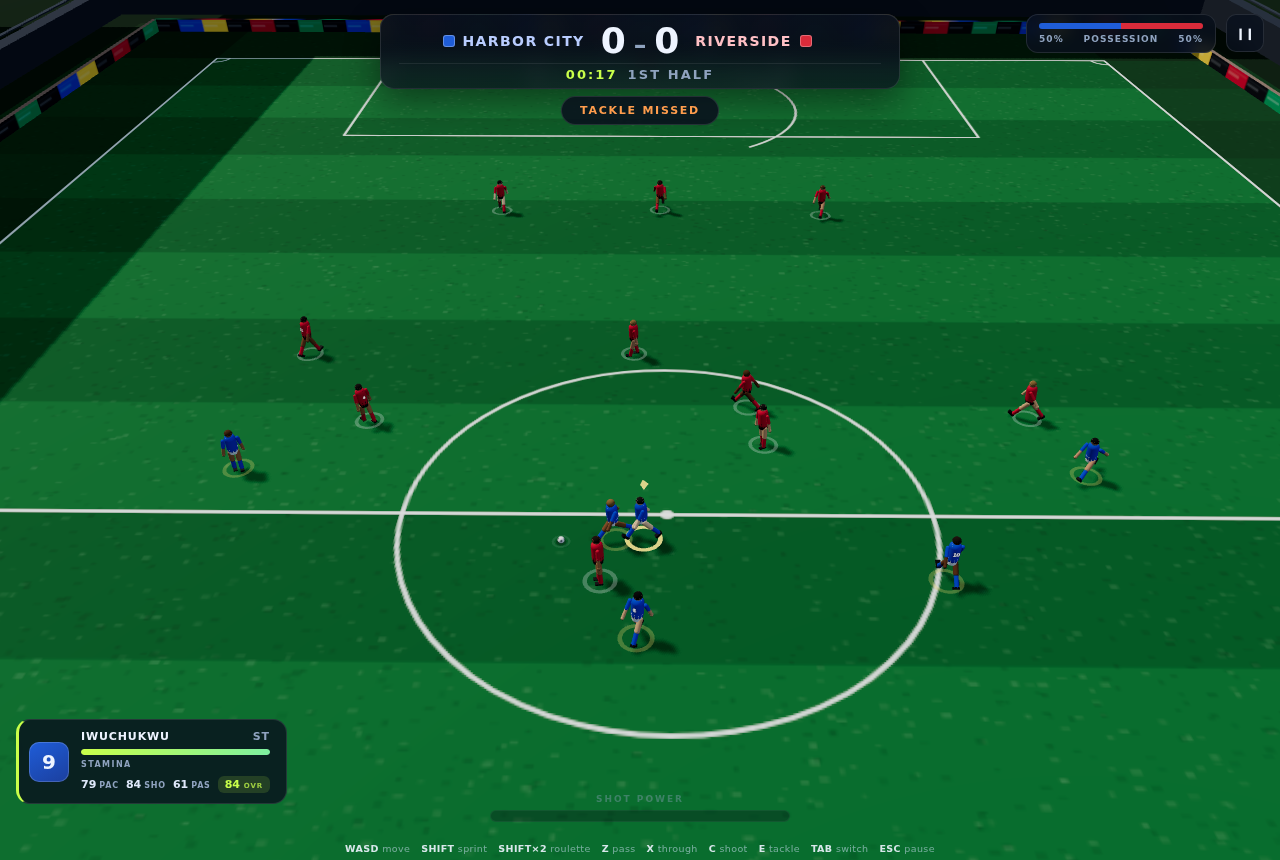 HARBOR CITY 0 - 0 RIVERSIDE
00:17 1ST HALF
50% POSSESSION 50%
TACKLE MISSED
10
IWUCHUKWU ST
9
STAMINA
79 PAC 84 SHO 61 PAS 84 OVR
SHOT POWER
WASD move SHIFT sprint SHIFT×2 roulette Z pass X through C shoot E tackle TAB switch ESC pause